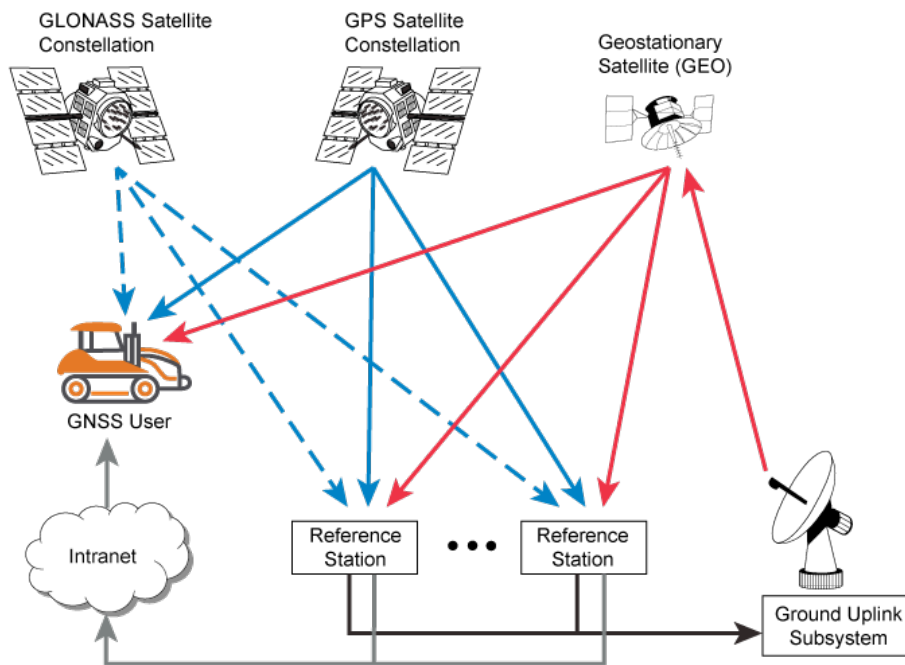 GLONASS Satellite
Constellation
GPS Satellite
Constellation
Geostationary
Satellite (GEO)
GNSS User
Intranet
Reference
Station
Reference
Station
Ground Uplink
Subsystem